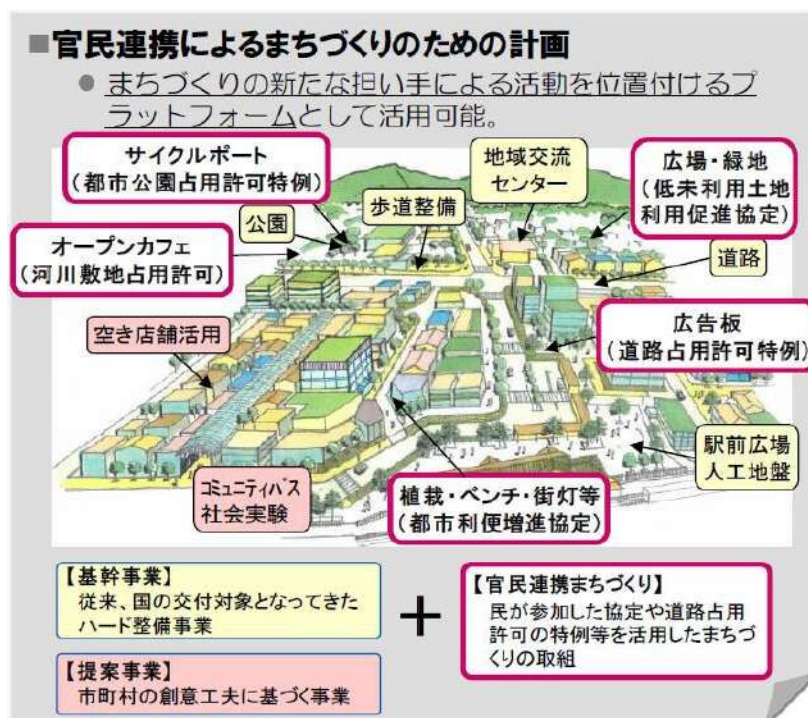 ■官民連携によるまちづくりのための計画
● まちづくりの新たな担い手による活動を位置付けるプ
ラットフォームとして活用可能。
サイクルポート
(都市公園占用許可特例)
地域交流
センター
広場・緑地
(低未利用土地
利用促進協定)
公園
歩道整備
オープンカフェ
(河川敷地占用許可)
道路
空き店舗活用
広告板
(道路占用許可特例)
駅前広場
人工地盤
コミュニティバス
社会実験
植栽・ベンチ・街灯等
(都市利便増進協定)
【基幹事業】
従来、国の交付対象となってきた
ハード整備事業
+
【官民連携まちづくり】
民が参加した協定や道路占用
許可の特例等を活用したまちづ
くりの取組
【提案事業】
市町村の創意工夫に基づく事業